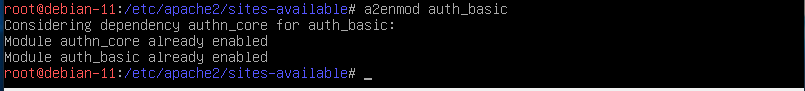 root@debian-11:/etc/apache2/sites-available# a2enmod auth_basic
Considering dependency authn_core for auth_basic:
Module authn_core already enabled
Module auth_basic already enabled
root@debian-11:/etc/apache2/sites-available# _